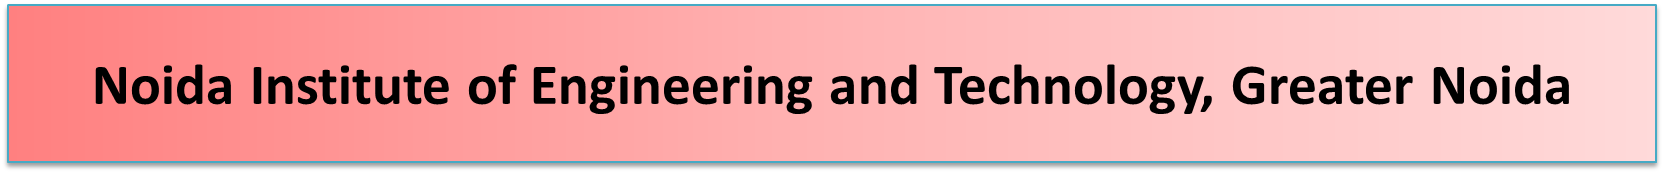 Noida Institute of Engineering and Technology, Greater Noida